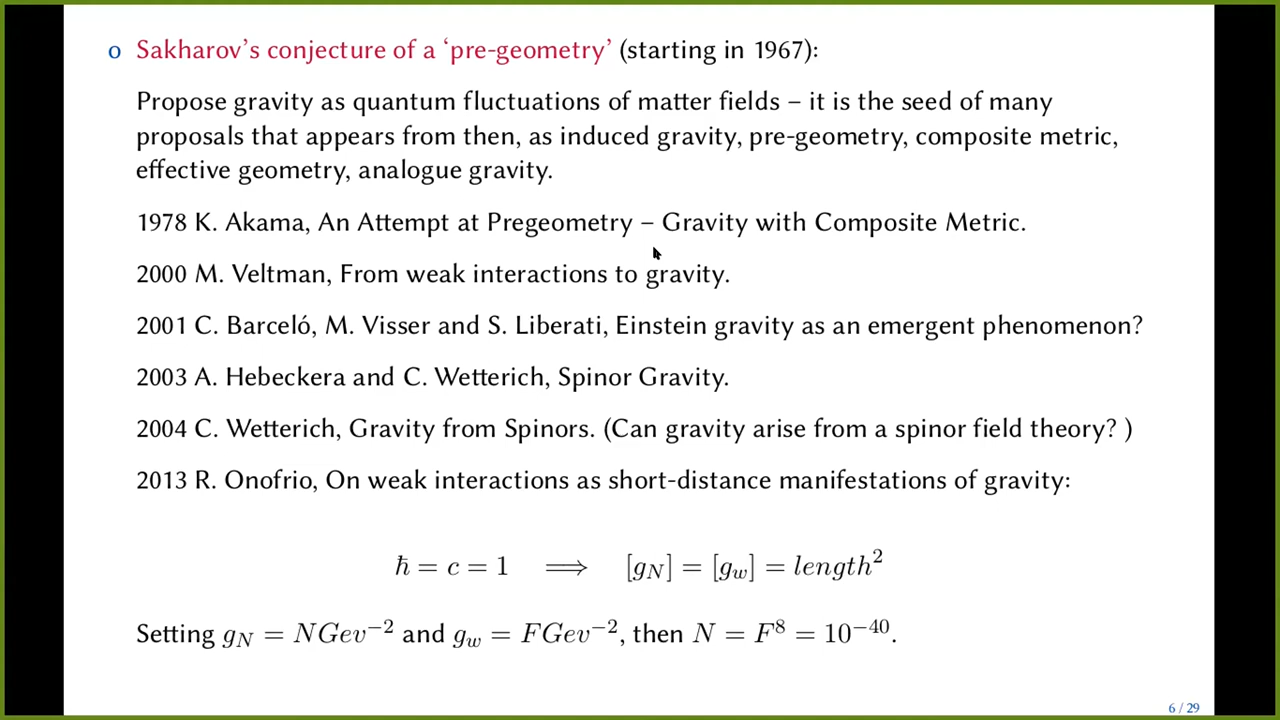 o Sakharov's conjecture of a 'pre-geometry' (starting in 1967):
Propose gravity as quantum fluctuations of matter fields – it is the seed of many
proposals that appears from then, as induced gravity, pre-geometry, composite metric,
effective geometry, analogue gravity.
1978 K. Akama, An Attempt at Pregeometry – Gravity with Composite Metric.
2000 M. Veltman, From weak interactions to gravity.
2001 C. Barceló, M. Visser and S. Liberati, Einstein gravity as an emergent phenomenon?
2003 A. Hebeckera and C. Wetterich, Spinor Gravity.
2004 C. Wetterich, Gravity from Spinors. (Can gravity arise from a spinor field theory? )
2013 R. Onofrio, On weak interactions as short-distance manifestations of gravity:
ℏ = c = 1 ⟹ [g_N] = [g_w] = length²
Setting g_N = NGev⁻² and g_w = FGev⁻², then N = F⁸ = 10⁻⁴⁰.
6 / 29